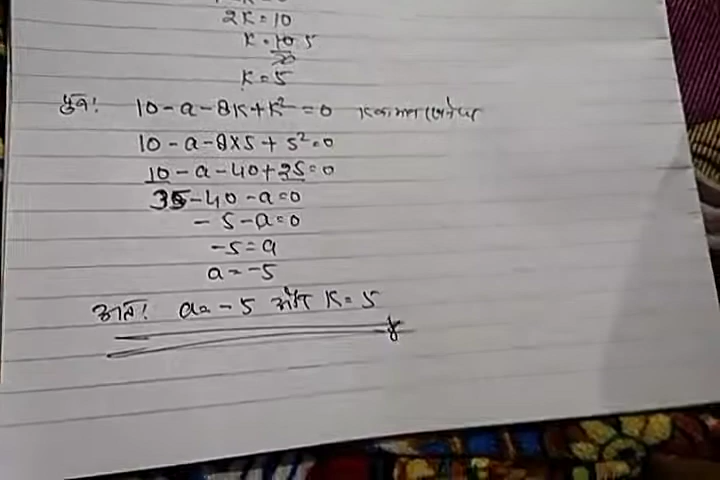 2K = 10
K = 10 5
K = 5
पुनः 10 - a - 8K + K² = 0
10 - a - 8×5 + 5² = 0
10 - a - 40 + 25 = 0
35 - 40 - a = 0
- 5 - a = 0
- 5 = a
a = - 5
अतः a = - 5 और K = 5